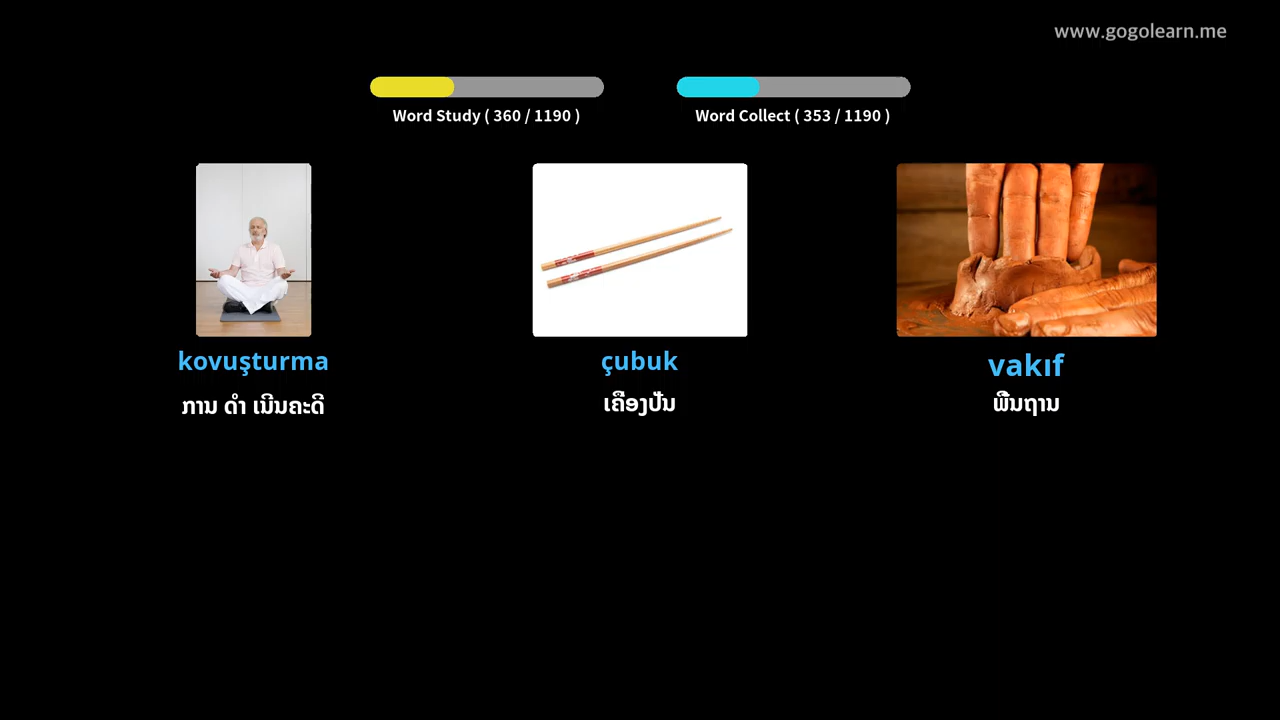 www.gogolearn.me
Word Study ( 360 / 1190 )
Word Collect ( 353 / 1190 )
kovuşturma
çubuk
vakıf
ການ ດຳ ເນີນຄະດີ
ເຄື່ອງປັ່ນ
ພື້ນຖານ